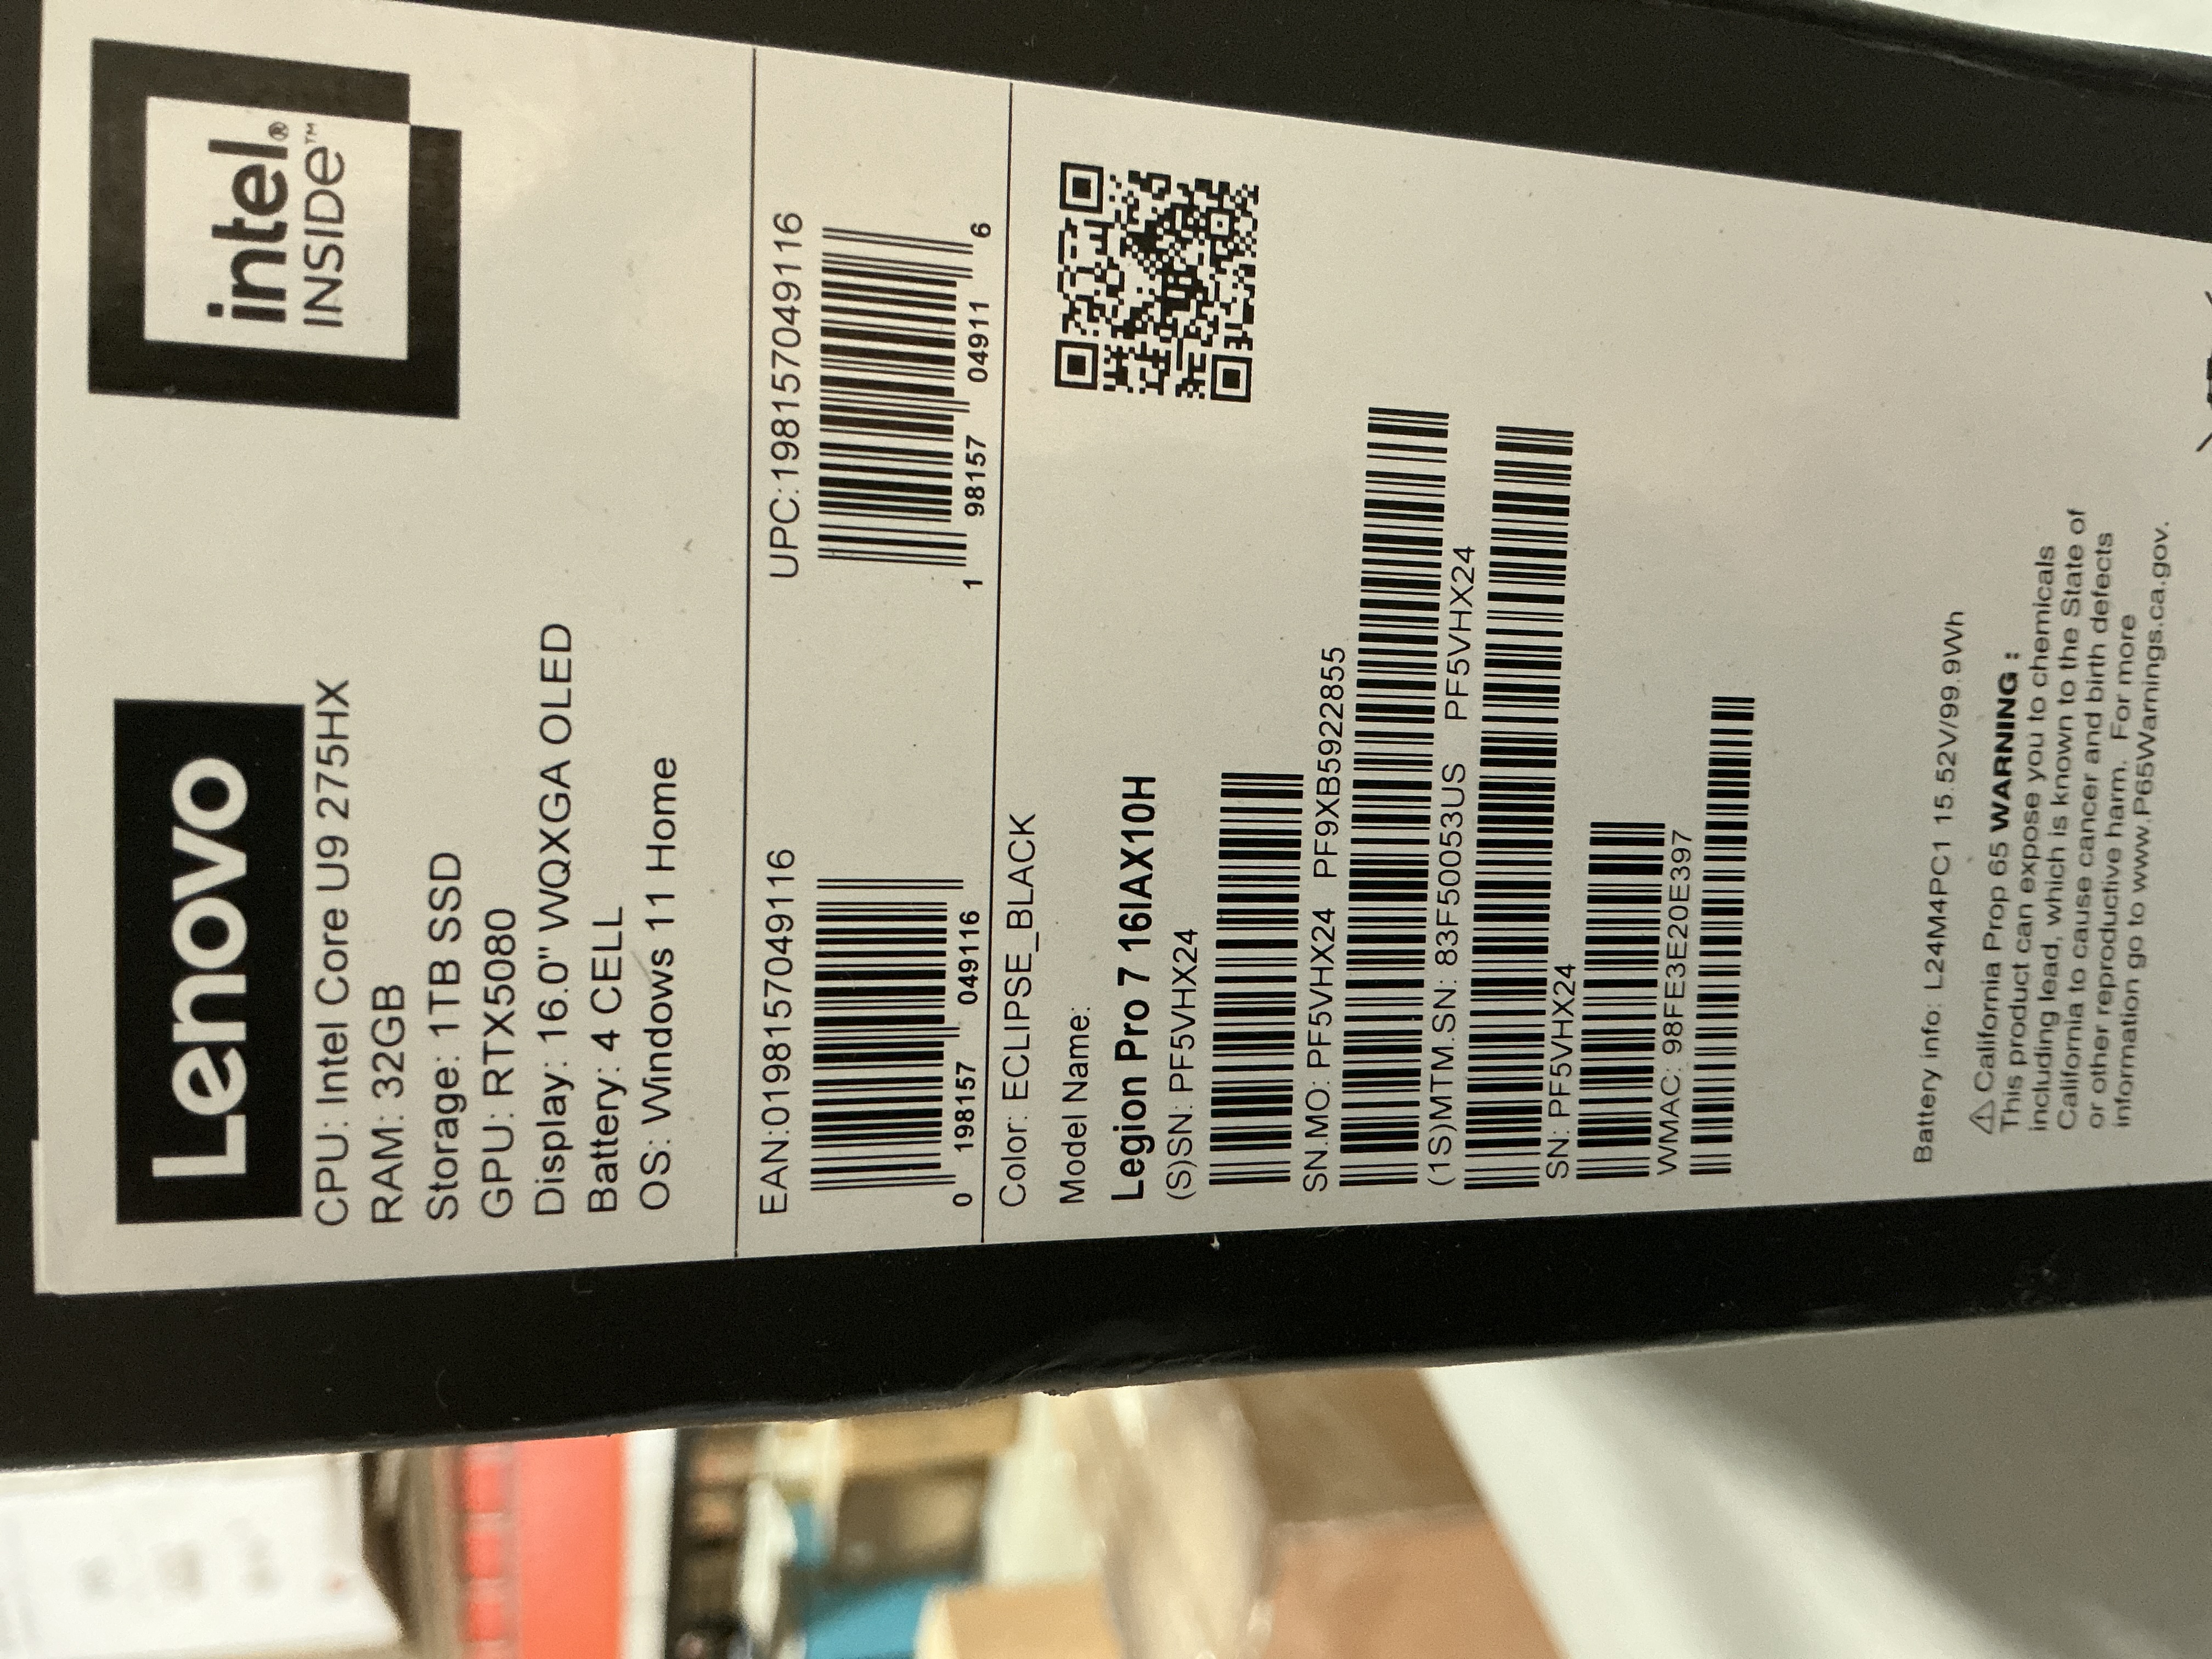 Lenovo
intel®
INSIDE™
CPU: Intel Core U9 275HX
RAM: 32GB
Storage: 1TB SSD
GPU: RTX5080
Display: 16.0" WQXGA OLED
Battery: 4 CELL
OS: Windows 11 Home
EAN:0198157049116
0 198157 049116
UPC:198157049116
1 98157 04911 6
Color: ECLIPSE_BLACK
Model Name:
Legion Pro 7 16IAX10H
(S)SN: PF5VHX24
SN.MO: PF5VHX24 PF9XB5922855
(1S)MTM.SN: 83F50053US PF5VHX24
SN: PF5VHX24
WMAC: 98FE3E20E397
Battery info: L24M4PC1 15.52V/99.9Wh
⚠California Prop 65 WARNING :
This product can expose you to chemicals
including lead, which is known to the State of
California to cause cancer and birth defects
or other reproductive harm. For more
information go to www.P65Warnings.ca.gov.